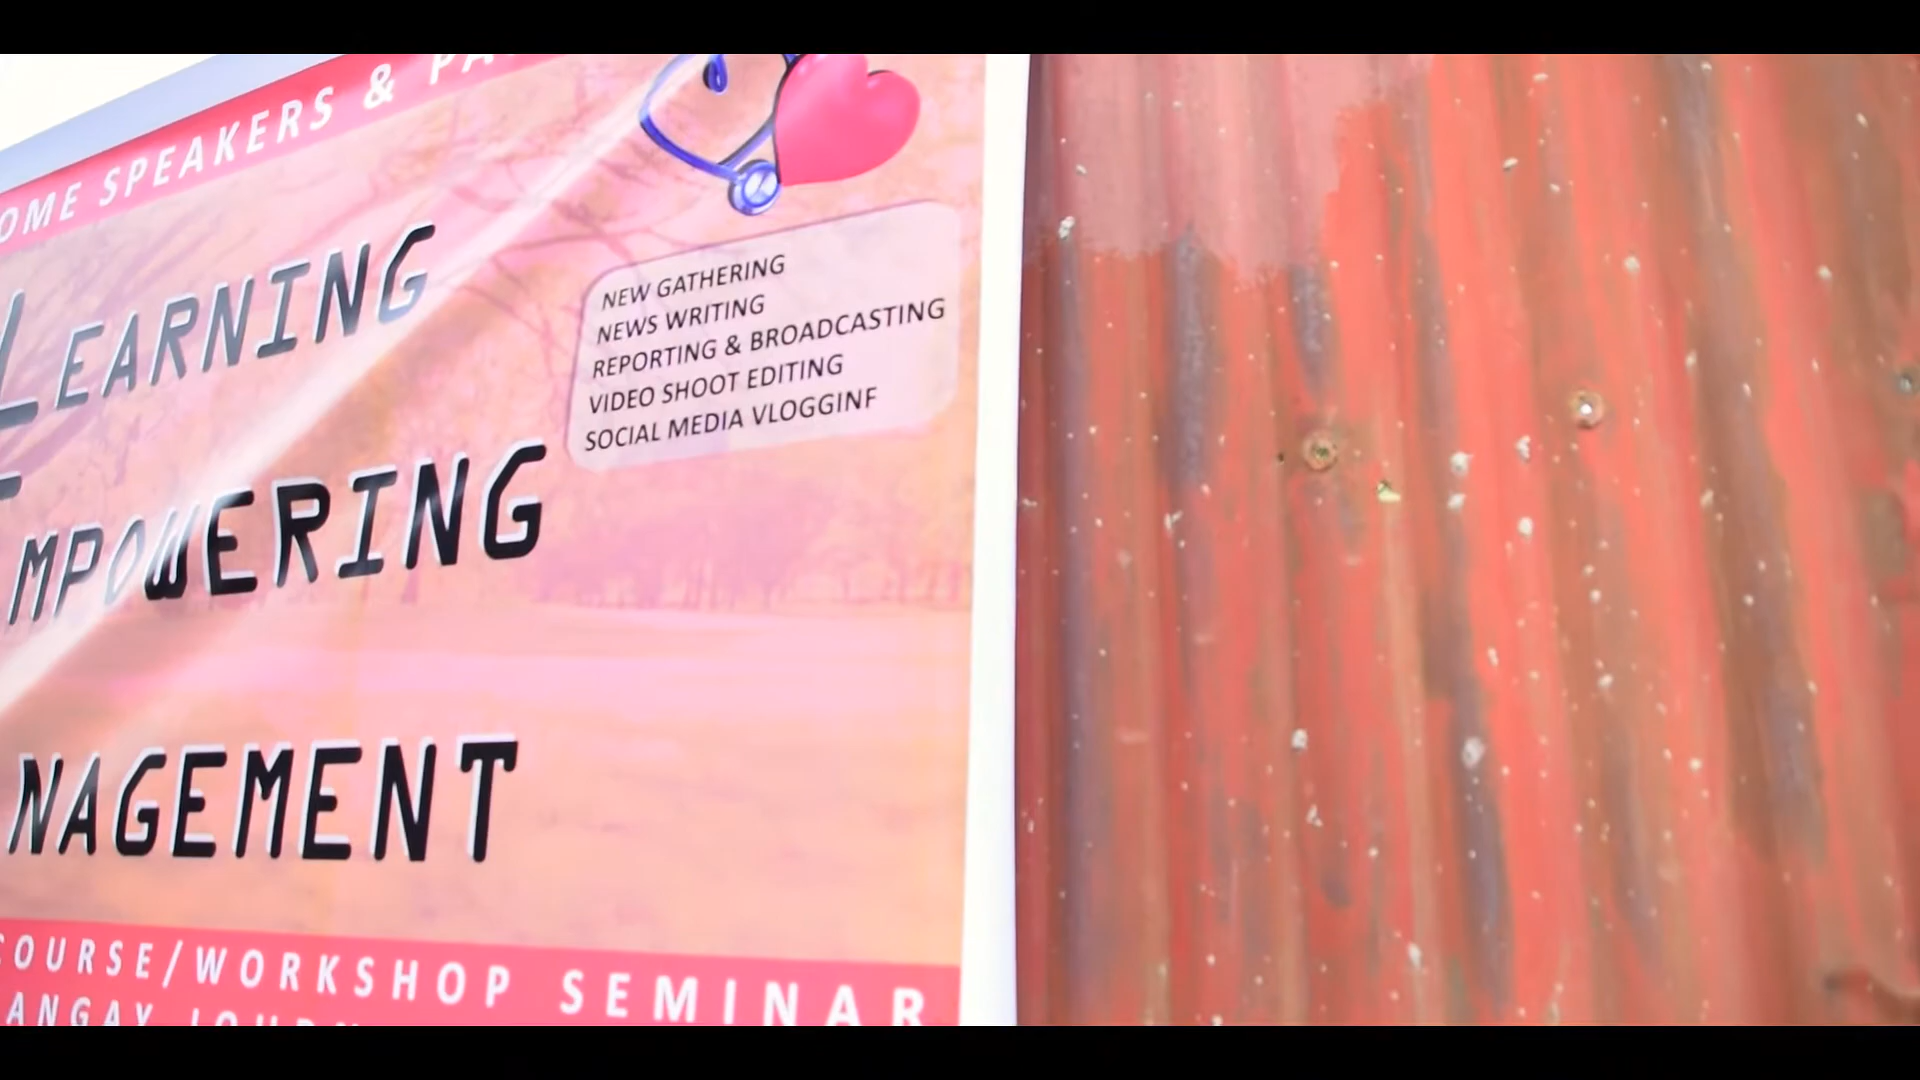 OME SPEAKERS & PA
LEARNING
MPOWERING
NAGEMENT
NEW GATHERING
NEWS WRITING
REPORTING & BROADCASTING
VIDEO SHOOT EDITING
SOCIAL MEDIA VLOGGINF
COURSE/WORKSHOP SEMINAR
ANGAY